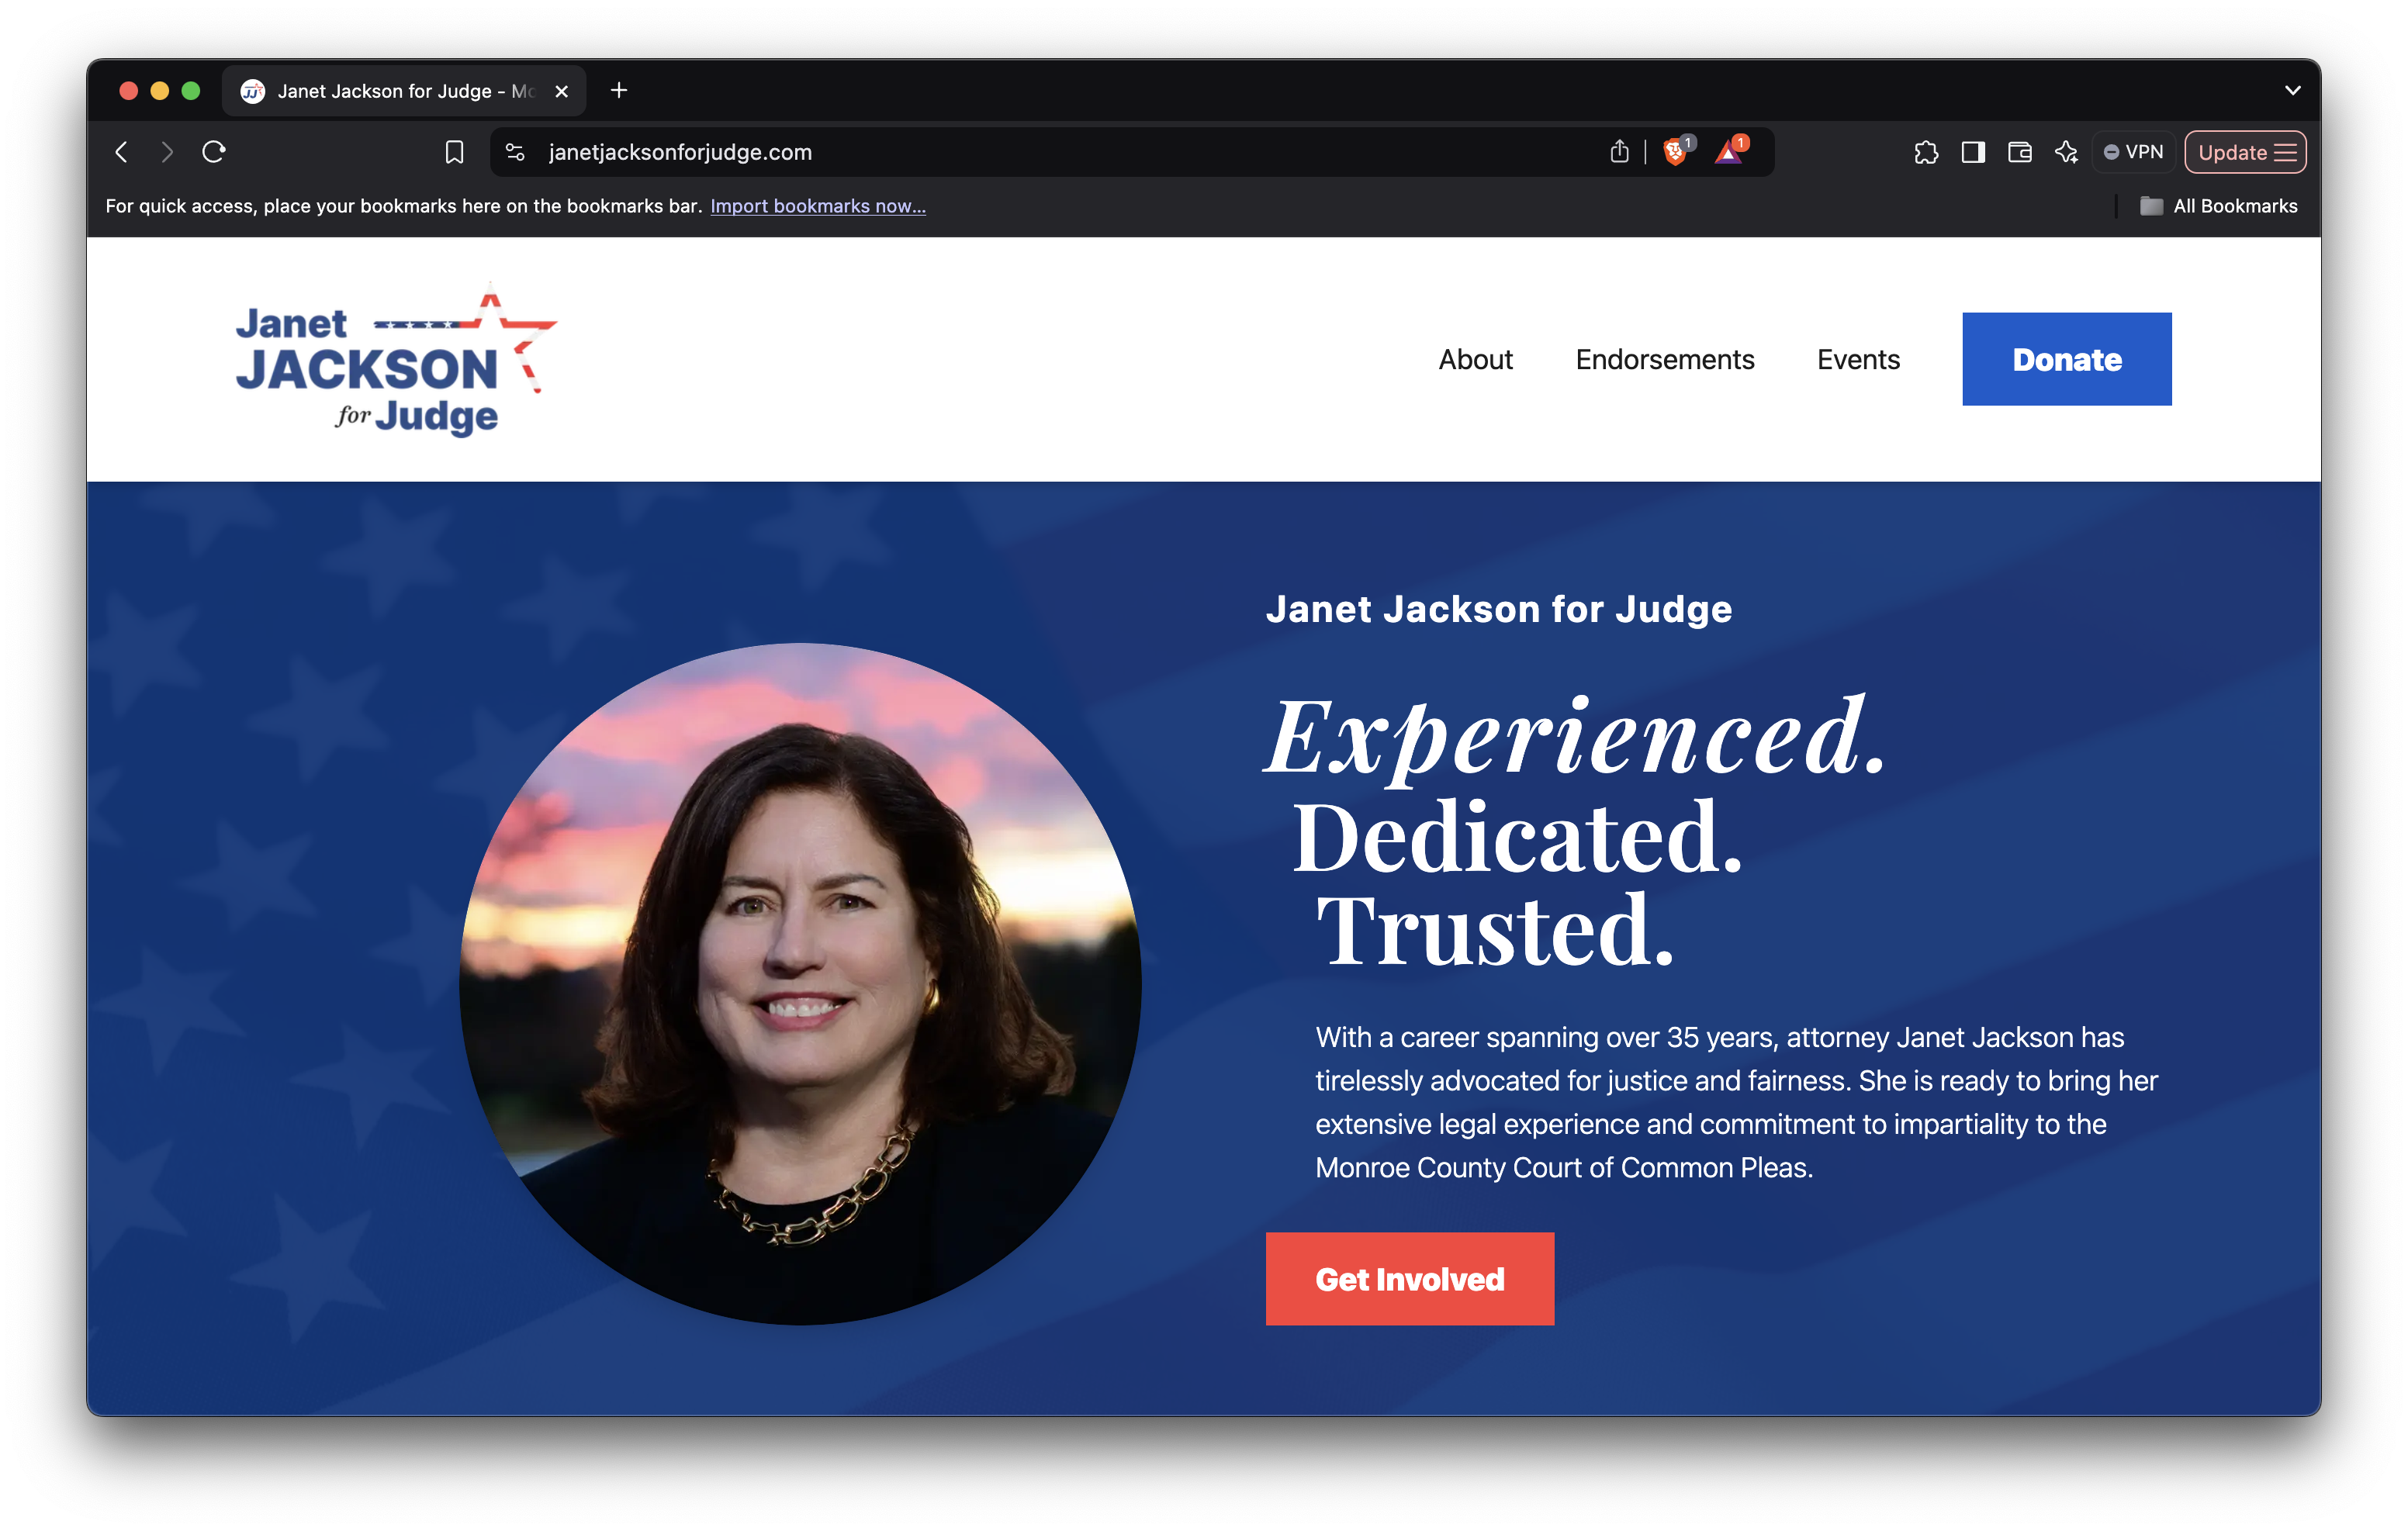 Janet Jackson for Judge - Mo
janetjacksonforjudge.com
1
1
VPN
Update
For quick access, place your bookmarks here on the bookmarks bar. Import bookmarks now...
All Bookmarks
Janet
JACKSON
for Judge
About
Endorsements
Events
Donate
Janet Jackson for Judge
Experienced.
Dedicated.
Trusted.
With a career spanning over 35 years, attorney Janet Jackson has
tirelessly advocated for justice and fairness. She is ready to bring her
extensive legal experience and commitment to impartiality to the
Monroe County Court of Common Pleas.
Get Involved